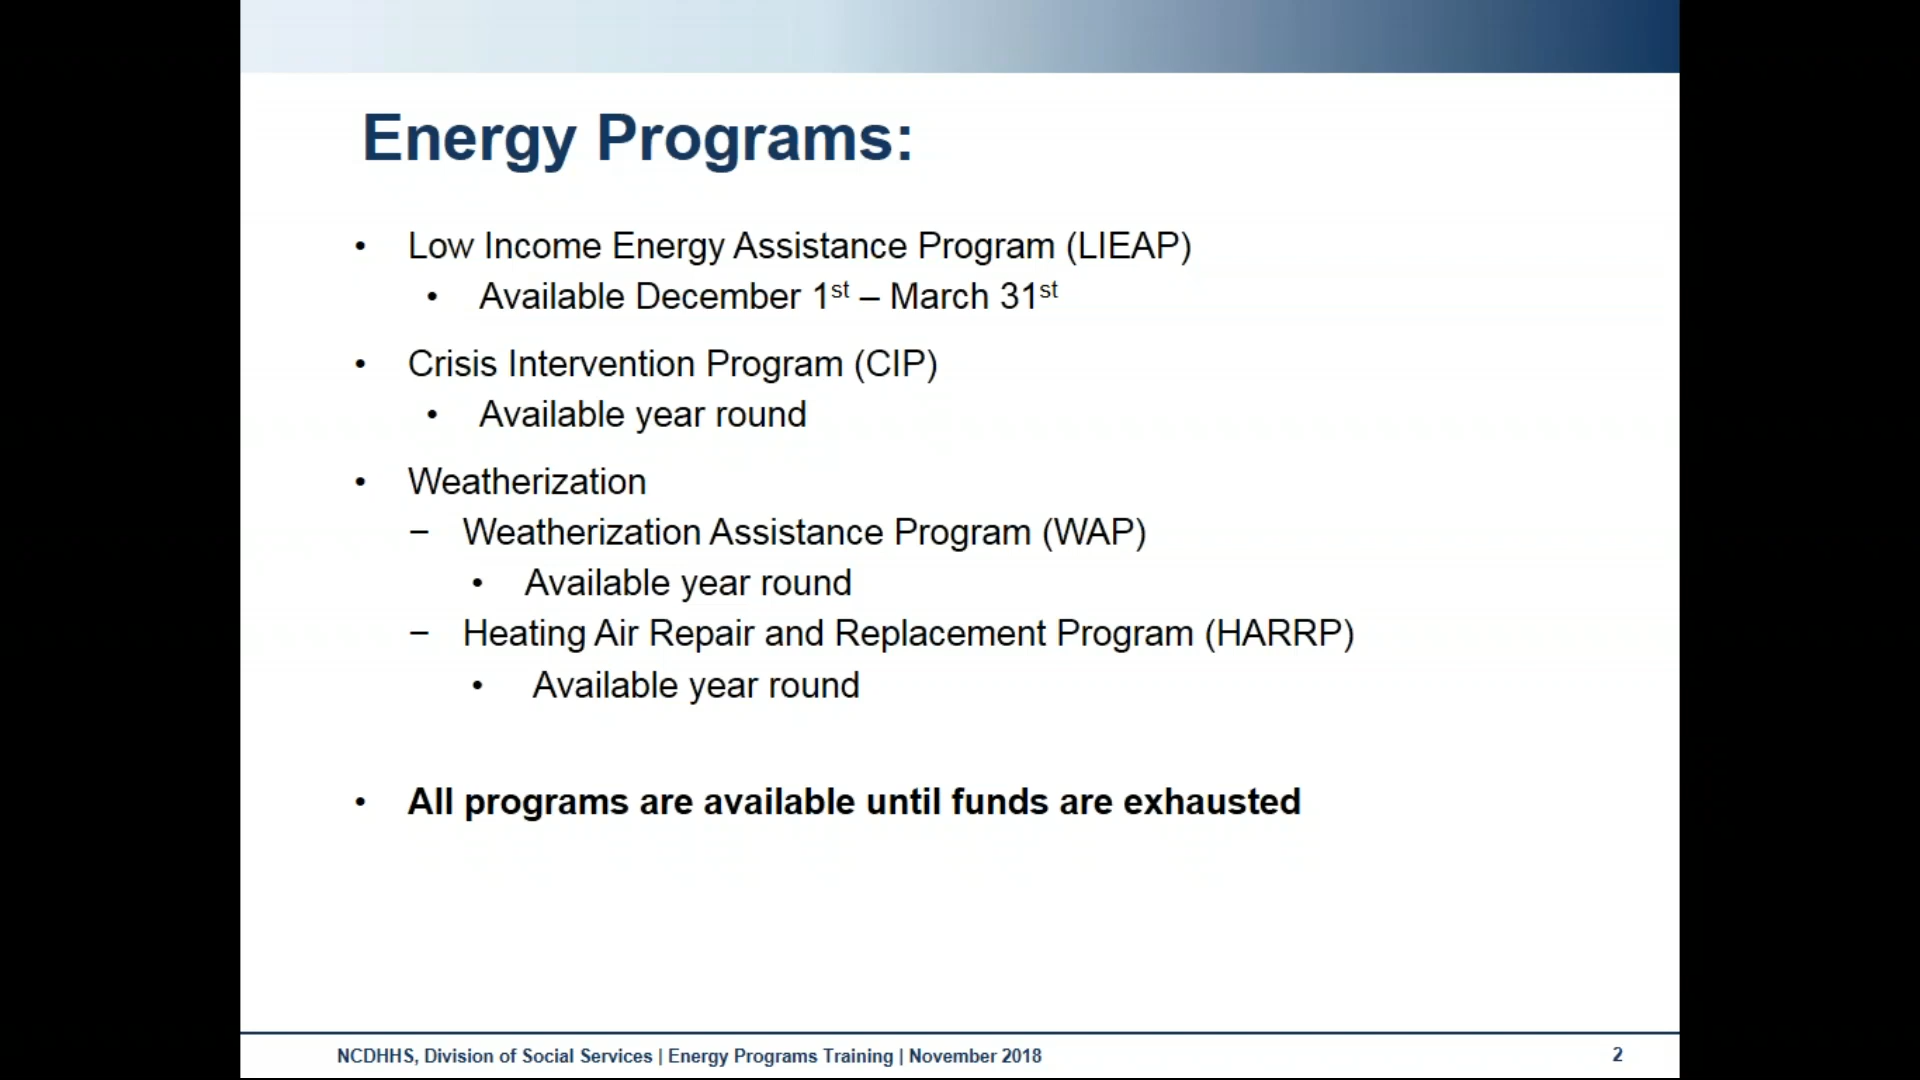 Energy Programs:
• Low Income Energy Assistance Program (LIEAP)
• Available December 1st – March 31st
• Crisis Intervention Program (CIP)
• Available year round
• Weatherization
– Weatherization Assistance Program (WAP)
• Available year round
– Heating Air Repair and Replacement Program (HARRP)
• Available year round
• All programs are available until funds are exhausted
NCDHHS, Division of Social Services | Energy Programs Training | November 2018
2